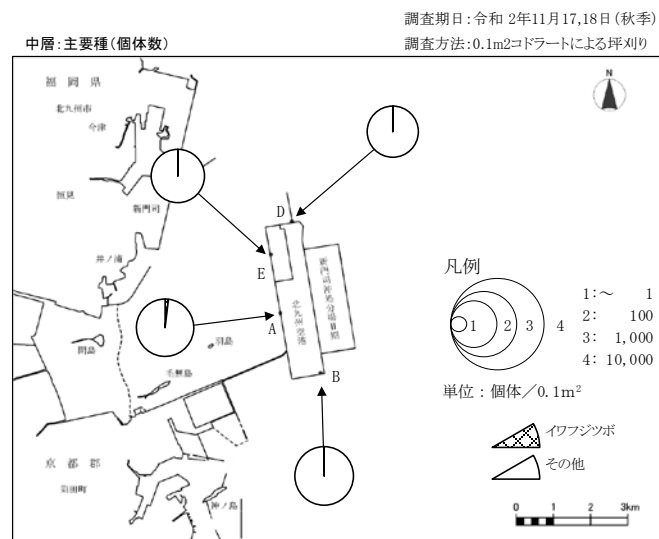 調査期日:令和 2年11月17,18日(秋季)
中層:主要種(個体数)
調査方法:0.1m2コドラートによる坪刈り
福岡県
N
北九州市
今津
恒見
新門司
D
井ノ浦
E
凡例
新門司沖処分場Ⅱ期
北九州空港
1:～ 1
2: 100
3: 1,000
4: 10,000
1 2 3 4
A
間島
羽島
毛無島
B
単位：個体／0.1m²
イワフジツボ
その他
京都郡
苅田町
神ノ島
0 1 2 3km